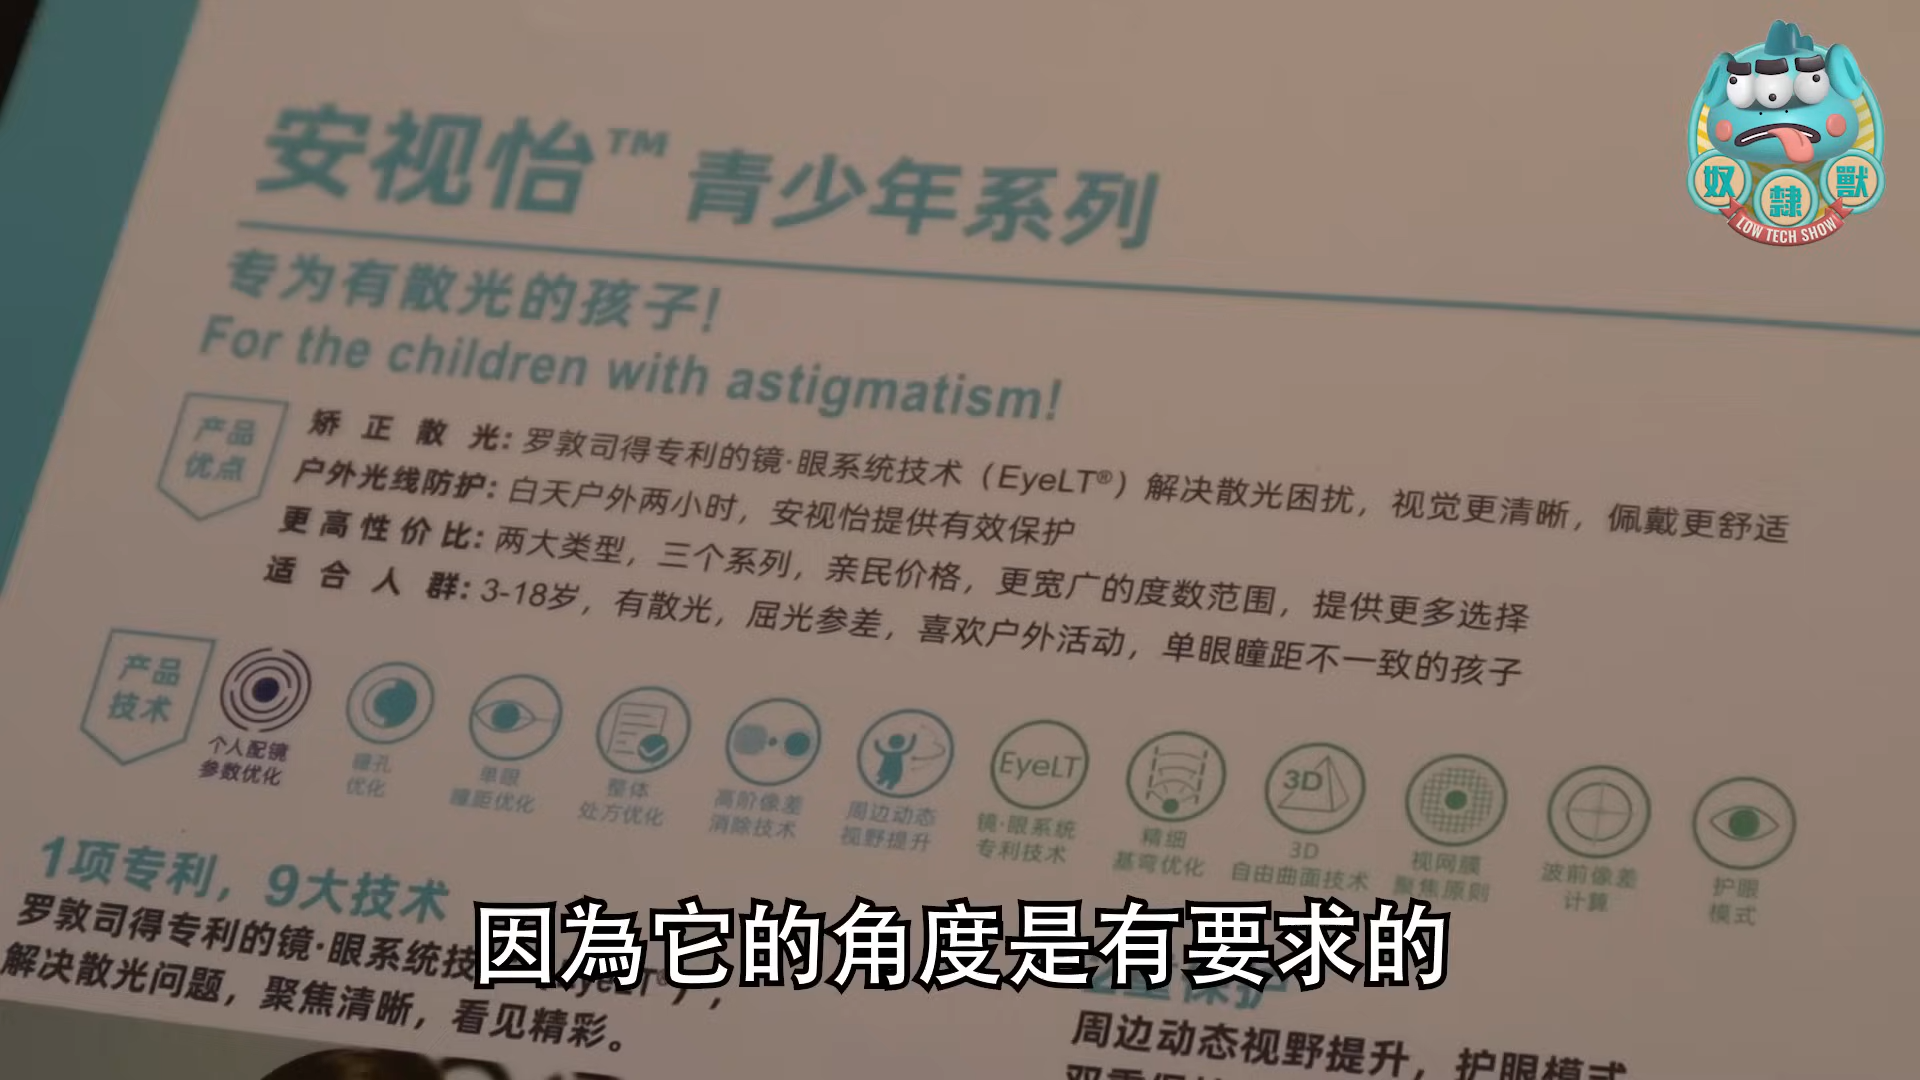 安视怡™ 青少年系列
专为有散光的孩子!
For the children with astigmatism!
产品
优点
矫正散光: 罗敦司得专利的镜·眼系统技术（EyeLT®）解决散光困扰，视觉更清晰，佩戴更舒适
户外光线防护: 白天户外两小时，安视怡提供有效保护
更高性价比: 两大类型，三个系列，亲民价格，更宽广的度数范围，提供更多选择
适合人群: 3-18岁，有散光，屈光参差，喜欢户外活动，单眼瞳距不一致的孩子
产品
技术
个人配镜
参数优化
瞳孔
优化
单眼
瞳距优化
整体
处方优化
高阶像差
消除技术
周边动态
视野提升
EyeLT
镜·眼系统
专利技术
精细
基弯优化
3D
3D
自由曲面技术
视网膜
聚焦原则
波前像差
计算
护眼
模式
1项专利，9大技术
罗敦司得专利的镜·眼系统技
解决散光问题，聚焦清晰，看见精彩。
保护
周边动态视野提升，护眼模式
因為它的角度是有要求的
奴隸獸
LOW TECH SHOW